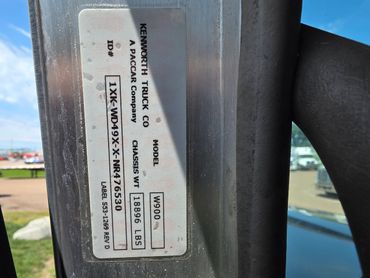 KENWORTH TRUCK CO
A PACCAR Company
MODEL W900
CHASSIS WT 18896 LBS
ID# 1XK-WD49X-X-NR476530
LABEL S53-1269 REV D